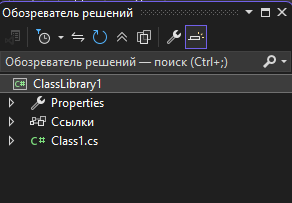 Обозреватель решений
Обозреватель решений — поиск (Ctrl+;)
C# ClassLibrary1
Properties
Ссылки
C# Class1.cs